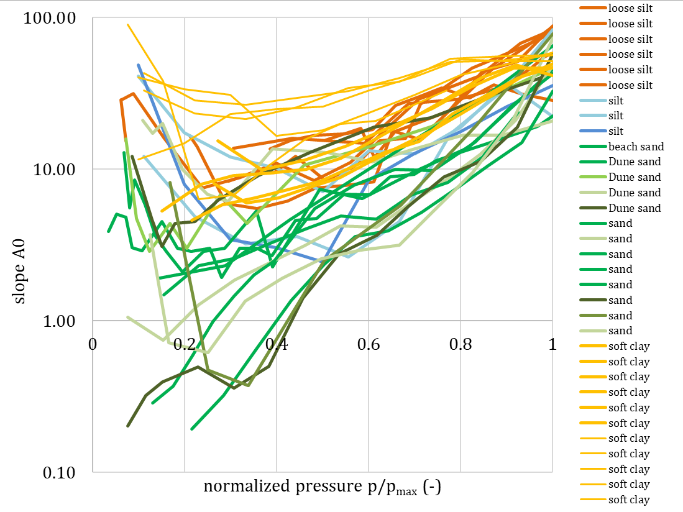 100.00
10.00
1.00
0.10
slope A0
0
0.2
0.4
0.6
0.8
1
normalized pressure p/pmax (-)
loose silt
loose silt
loose silt
loose silt
loose silt
loose silt
silt
silt
silt
beach sand
Dune sand
Dune sand
Dune sand
Dune sand
sand
sand
sand
sand
sand
sand
sand
sand
soft clay
soft clay
soft clay
soft clay
soft clay
soft clay
soft clay
soft clay
soft clay
soft clay
soft clay